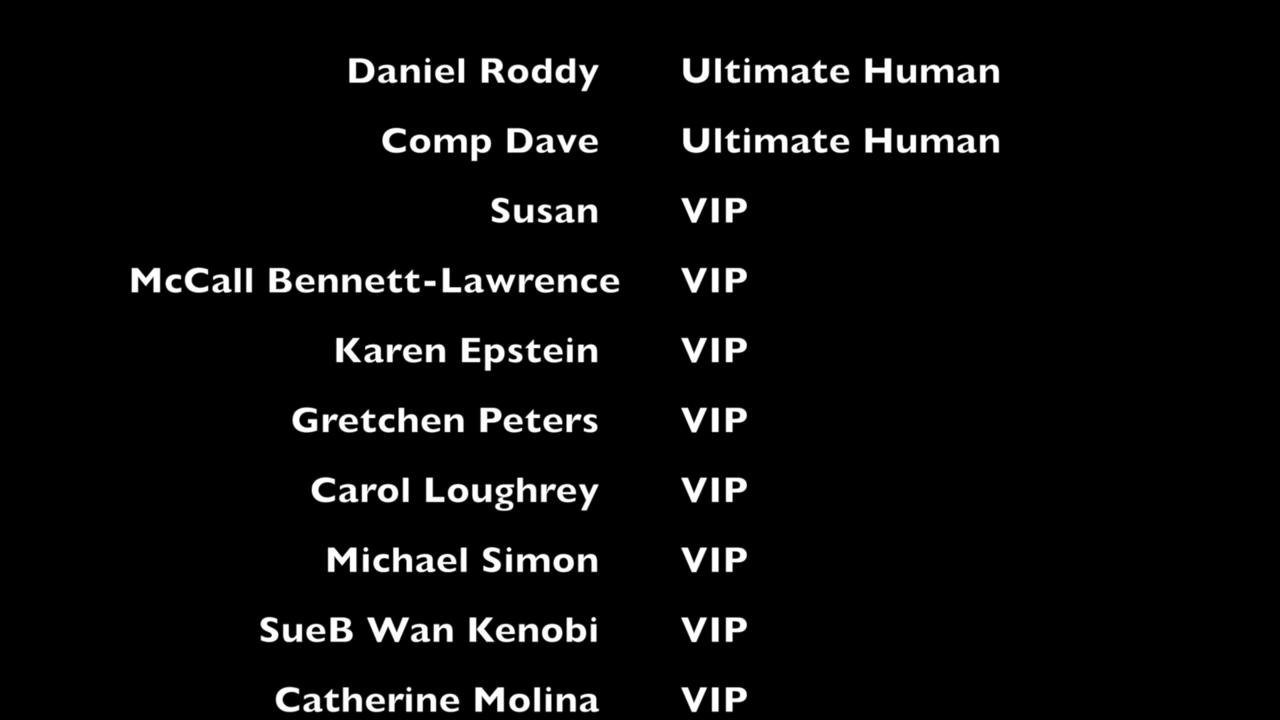 Daniel Roddy Ultimate Human
Comp Dave Ultimate Human
Susan VIP
McCall Bennett-Lawrence VIP
Karen Epstein VIP
Gretchen Peters VIP
Carol Loughrey VIP
Michael Simon VIP
SueB Wan Kenobi VIP
Catherine Molina VIP